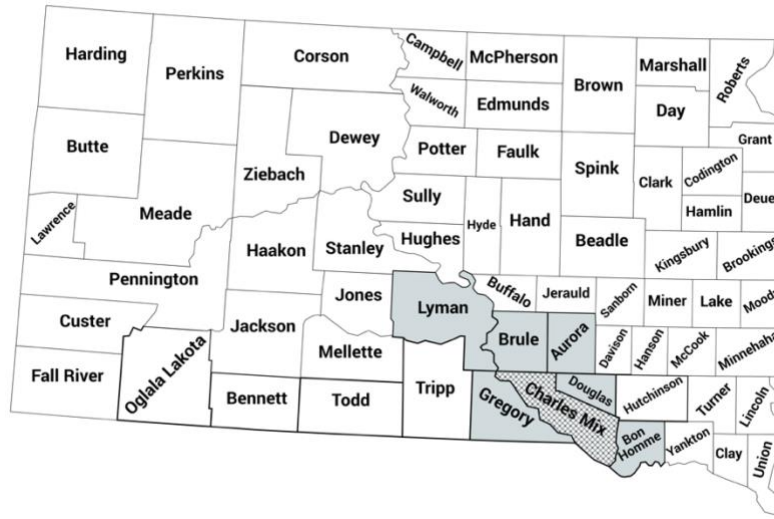 Harding
Perkins
Corson
Campbell
McPherson
Brown
Marshall
Roberts
Walworth
Edmunds
Day
Butte
Ziebach
Dewey
Potter
Faulk
Spink
Grant
Clark
Codington
Deue
Hamlin
Lawrence
Meade
Sully
Hyde
Hand
Beadle
Haakon
Stanley
Hughes
Kingsbury
Brookings
Pennington
Jones
Lyman
Buffalo
Jerauld
Sanborn
Miner
Lake
Mood
Custer
Jackson
Mellette
Brule
Aurora
Davison
Hanson
McCook
Minnehaha
Fall River
Oglala Lakota
Bennett
Todd
Tripp
Gregory
Charles Mix
Douglas
Hutchinson
Turner
Lincoln
Bon
Homme
Yankton
Clay
Union